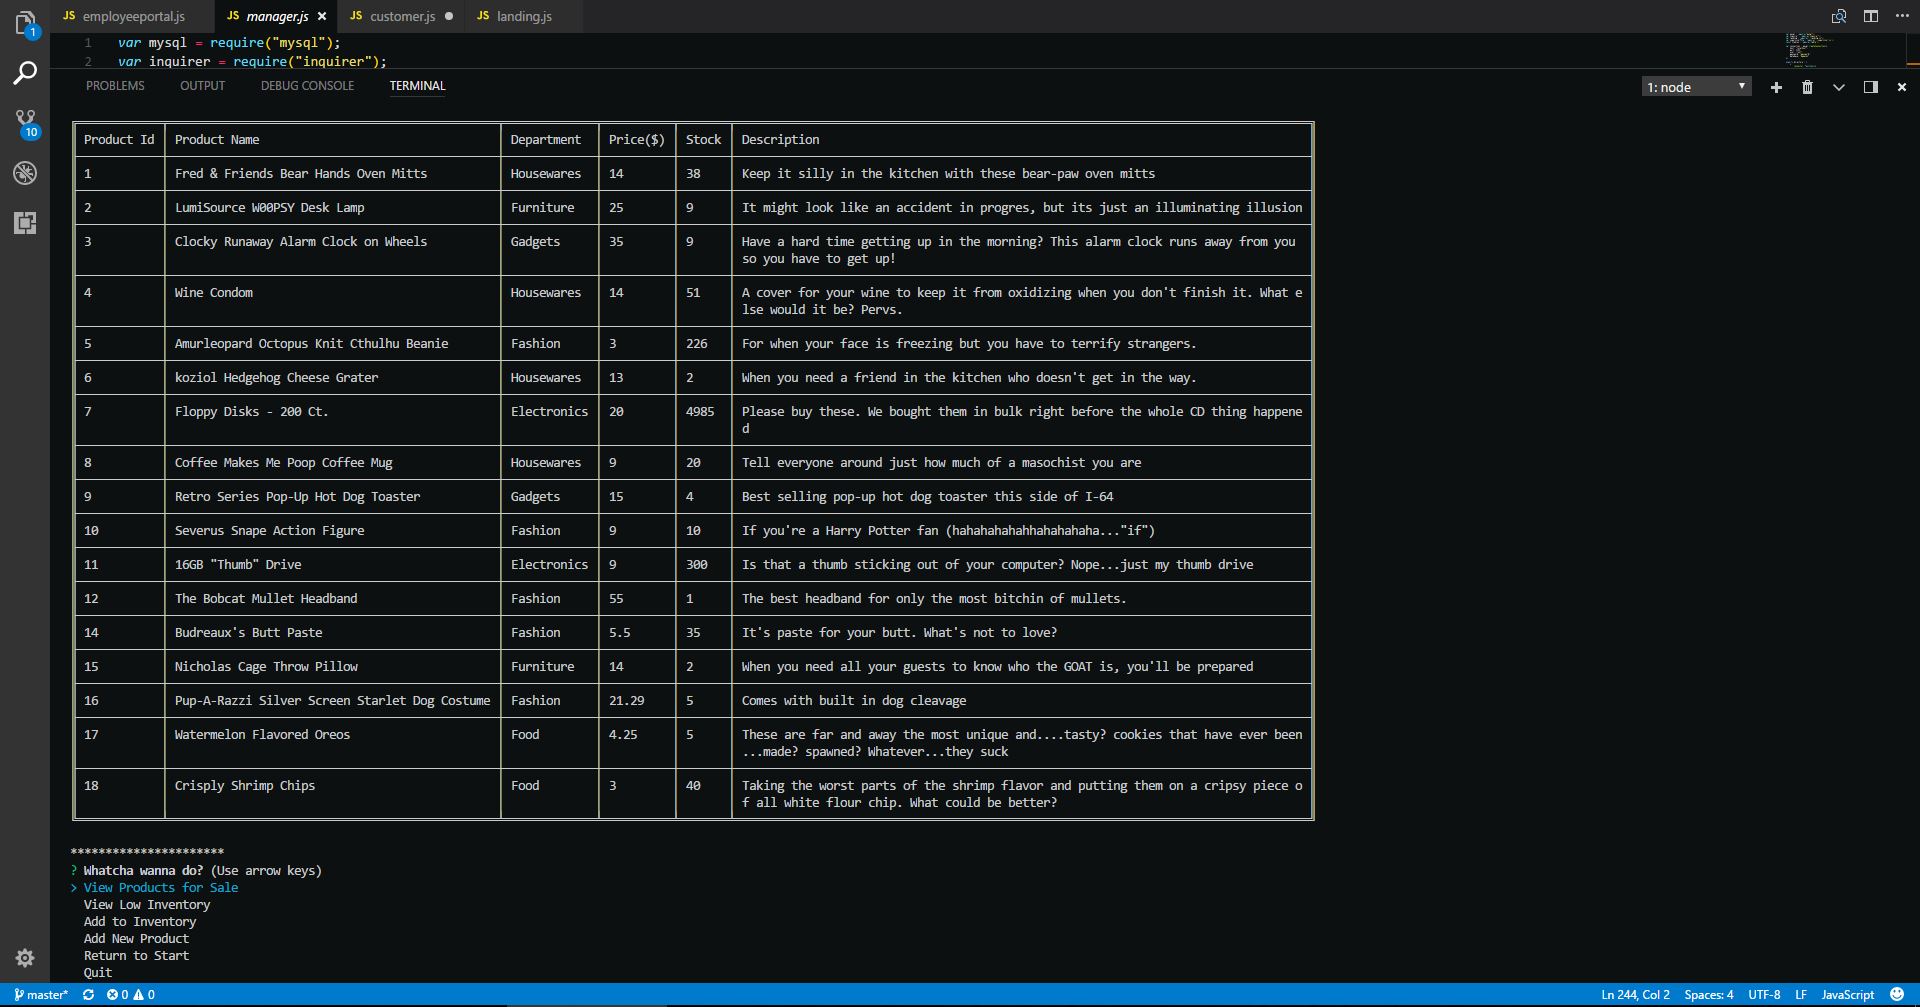 1
10
JS employeeportal.js
JS manager.js ×
JS customer.js ●
JS landing.js
1 var mysql = require("mysql");
2 var inquirer = require("inquirer");
PROBLEMS OUTPUT DEBUG CONSOLE TERMINAL 1: node
Product Id Product Name Department Price($) Stock Description
1 Fred & Friends Bear Hands Oven Mitts Housewares 14 38 Keep it silly in the kitchen with these bear-paw oven mitts
2 LumiSource W00PSY Desk Lamp Furniture 25 9 It might look like an accident in progres, but its just an illuminating illusion
3 Clocky Runaway Alarm Clock on Wheels Gadgets 35 9 Have a hard time getting up in the morning? This alarm clock runs away from you
so you have to get up!
4 Wine Condom Housewares 14 51 A cover for your wine to keep it from oxidizing when you don't finish it. What e
lse would it be? Pervs.
5 Amurleopard Octopus Knit Cthulhu Beanie Fashion 3 226 For when your face is freezing but you have to terrify strangers.
6 koziol Hedgehog Cheese Grater Housewares 13 2 When you need a friend in the kitchen who doesn't get in the way.
7 Floppy Disks - 200 Ct. Electronics 20 4985 Please buy these. We bought them in bulk right before the whole CD thing happene
d
8 Coffee Makes Me Poop Coffee Mug Housewares 9 20 Tell everyone around just how much of a masochist you are
9 Retro Series Pop-Up Hot Dog Toaster Gadgets 15 4 Best selling pop-up hot dog toaster this side of I-64
10 Severus Snape Action Figure Fashion 9 10 If you're a Harry Potter fan (hahahahahahhahahahaha..."if")
11 16GB "Thumb" Drive Electronics 9 300 Is that a thumb sticking out of your computer? Nope...just my thumb drive
12 The Bobcat Mullet Headband Fashion 55 1 The best headband for only the most bitchin of mullets.
14 Budreaux's Butt Paste Fashion 5.5 35 It's paste for your butt. What's not to love?
15 Nicholas Cage Throw Pillow Furniture 14 2 When you need all your guests to know who the GOAT is, you'll be prepared
16 Pup-A-Razzi Silver Screen Starlet Dog Costume Fashion 21.29 5 Comes with built in dog cleavage
17 Watermelon Flavored Oreos Food 4.25 5 These are far and away the most unique and....tasty? cookies that have ever been
...made? spawned? Whatever...they suck
18 Crisply Shrimp Chips Food 3 40 Taking the worst parts of the shrimp flavor and putting them on a cripsy piece o
f all white flour chip. What could be better?
**********************
? Whatcha wanna do? (Use arrow keys)
> View Products for Sale
View Low Inventory
Add to Inventory
Add New Product
Return to Start
Quit
master* 0 0 Ln 244, Col 2 Spaces: 4 UTF-8 LF JavaScript